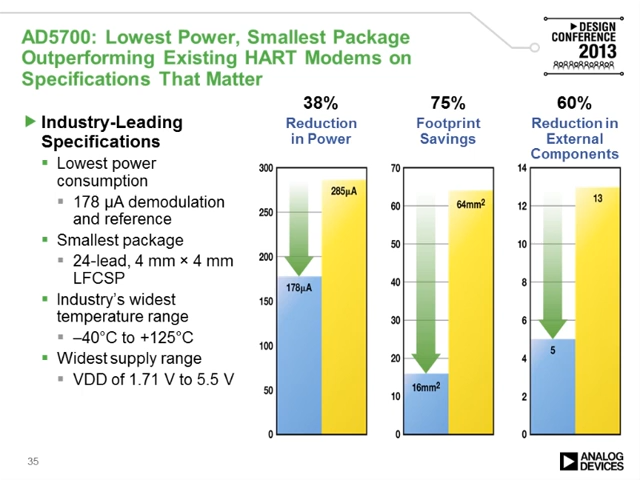 AD5700: Lowest Power, Smallest Package
Outperforming Existing HART Modems on
Specifications That Matter
DESIGN
CONFERENCE
2013
Industry-Leading
Specifications
Lowest power
consumption
178 µA demodulation
and reference
Smallest package
24-lead, 4 mm × 4 mm
LFCSP
Industry's widest
temperature range
–40°C to +125°C
Widest supply range
VDD of 1.71 V to 5.5 V
38%
Reduction
in Power
300
250
200
150
100
50
0
285µA
178µA
75%
Footprint
Savings
70
60
50
40
30
20
10
0
64mm²
16mm²
60%
Reduction in
External
Components
14
12
10
8
6
4
2
0
13
5
35
ANALOG
DEVICES